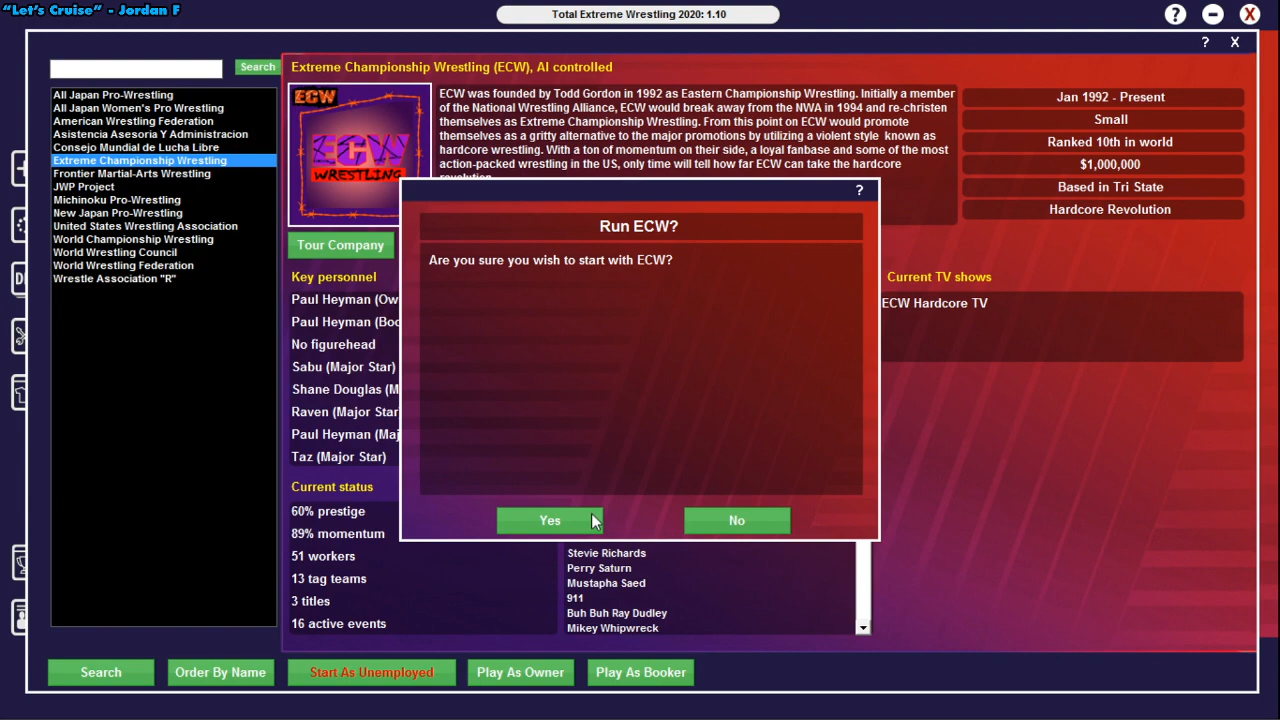 "Let's Cruise" - Jordan F
Total Extreme Wrestling 2020: 1.10
?
X
? X
Search
All Japan Pro-Wrestling
All Japan Women's Pro Wrestling
American Wrestling Federation
Asistencia Asesoria Y Administracion
Consejo Mundial de Lucha Libre
Extreme Championship Wrestling
Frontier Martial-Arts Wrestling
JWP Project
Michinoku Pro-Wrestling
New Japan Pro-Wrestling
United States Wrestling Association
World Championship Wrestling
World Wrestling Council
World Wrestling Federation
Wrestle Association "R"
Extreme Championship Wrestling (ECW), AI controlled
ECW
ECW
WRESTLING
ECW was founded by Todd Gordon in 1992 as Eastern Championship Wrestling. Initially a member
of the National Wrestling Alliance, ECW would break away from the NWA in 1994 and re-christen
themselves as Extreme Championship Wrestling. From this point on ECW would promote
themselves as a gritty alternative to the major promotions by utilizing a violent style known as
hardcore wrestling. With a ton of momentum on their side, a loyal fanbase and some of the most
action-packed wrestling in the US, only time will tell how far ECW can take the hardcore
revolution.
Jan 1992 - Present
Small
Ranked 10th in world
$1,000,000
Based in Tri State
Hardcore Revolution
Tour Company
Key personnel
Paul Heyman (Ow
Paul Heyman (Boo
No figurehead
Sabu (Major Star)
Shane Douglas (M
Raven (Major Star
Paul Heyman (Maj
Taz (Major Star)
Current status
60% prestige
89% momentum
51 workers
13 tag teams
3 titles
16 active events
?
Run ECW?
Are you sure you wish to start with ECW?
Yes
No
Current TV shows
ECW Hardcore TV
Stevie Richards
Perry Saturn
Mustapha Saed
911
Buh Buh Ray Dudley
Mikey Whipwreck
Search
Order By Name
Start As Unemployed
Play As Owner
Play As Booker